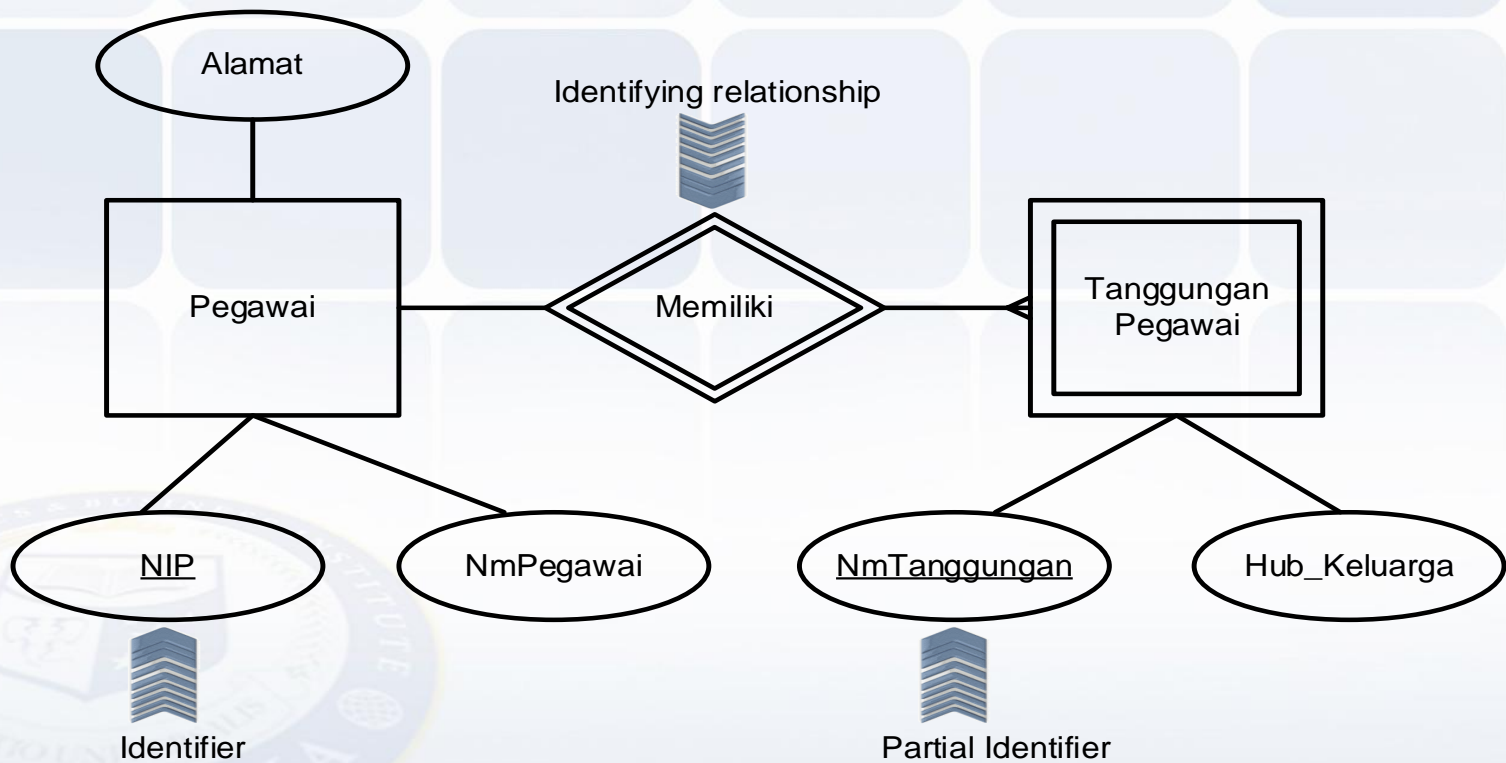 Alamat
Identifying relationship
Pegawai
Memiliki
Tanggungan
Pegawai
NIP
NmPegawai
NmTanggungan
Hub_Keluarga
Identifier
Partial Identifier